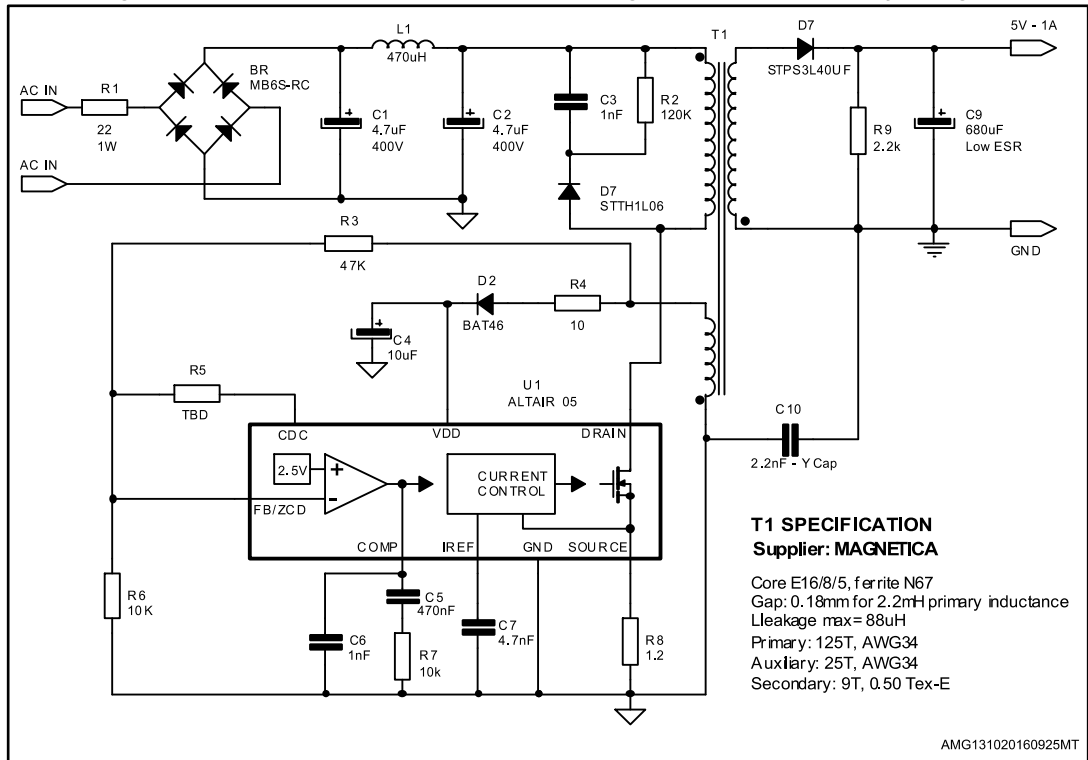 L1
470uH
T1
D7
STPS3L40UF
5V - 1A
BR
MB6S-RC
AC IN
R1
22
1W
AC IN
C1
4.7uF
400V
C2
4.7uF
400V
C3
1nF
R2
120K
D7
STTH1L06
R9
2.2k
C9
680uF
Low ESR
GND
R3
47K
D2
BAT46
R4
10
C4
10uF
R5
TBD
U1
ALTAIR 05
CDC
VDD
DRAIN
2.5V
CURRENT
CONTROL
FB/ZCD
COMP
IREF
GND
SOURCE
C10
2.2nF - Y Cap
R6
10K
C6
1nF
C5
470nF
R7
10k
C7
4.7nF
R8
1.2
T1 SPECIFICATION
Supplier: MAGNETICA
Core E16/8/5, ferrite N67
Gap: 0.18mm for 2.2mH primary inductance
Lleakage max= 88uH
Primary: 125T, AWG34
Auxiliary: 25T, AWG34
Secondary: 9T, 0.50 Tex-E
AMG131020160925MT